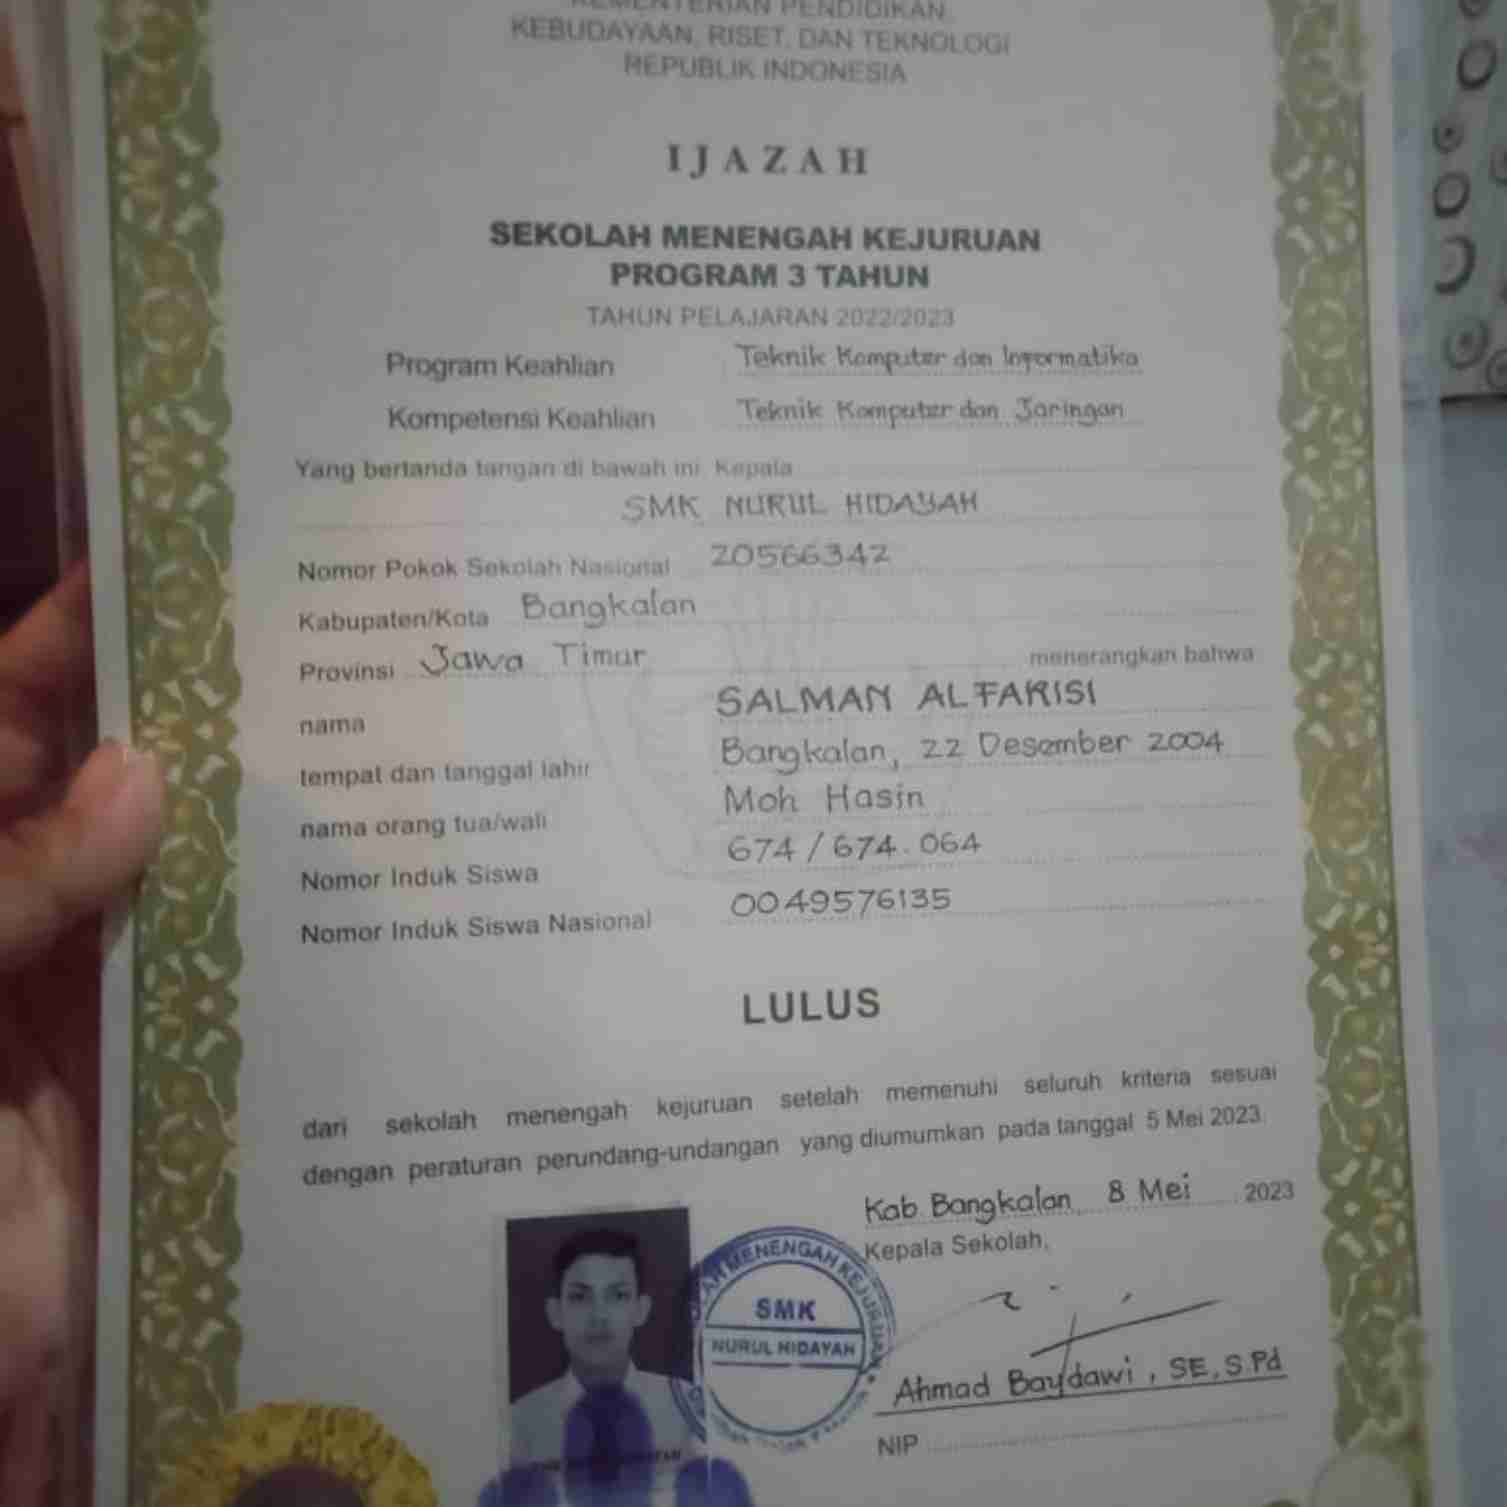 KEMENTERIAN PENDIDIKAN,
KEBUDAYAAN, RISET, DAN TEKNOLOGI
REPUBLIK INDONESIA
IJAZAH
SEKOLAH MENENGAH KEJURUAN
PROGRAM 3 TAHUN
TAHUN PELAJARAN 2022/2023
Program Keahlian Teknik Komputer dan Informatika
Kompetensi Keahlian Teknik Komputer dan Jaringan
Yang bertanda tangan di bawah ini, Kepala
SMK NURUL HIDAYAH
Nomor Pokok Sekolah Nasional 20566342
Kabupaten/Kota Bangkalan
Provinsi Jawa Timur menerangkan bahwa
nama SALMAN ALFARISI
tempat dan tanggal lahir Bangkalan, 22 Desember 2004
nama orang tua/wali Moh Hasin
Nomor Induk Siswa 674 / 674.064
Nomor Induk Siswa Nasional 0049576135
LULUS
dari sekolah menengah kejuruan setelah memenuhi seluruh kriteria sesuai
dengan peraturan perundang-undangan yang diumumkan pada tanggal 5 Mei 2023.
Kab Bangkalan, 8 Mei 2023
Kepala Sekolah,
MENENGAH KEJURUAN
SMK
NURUL HIDAYAH
Ahmad Baydawi, SE, S.Pd
NIP